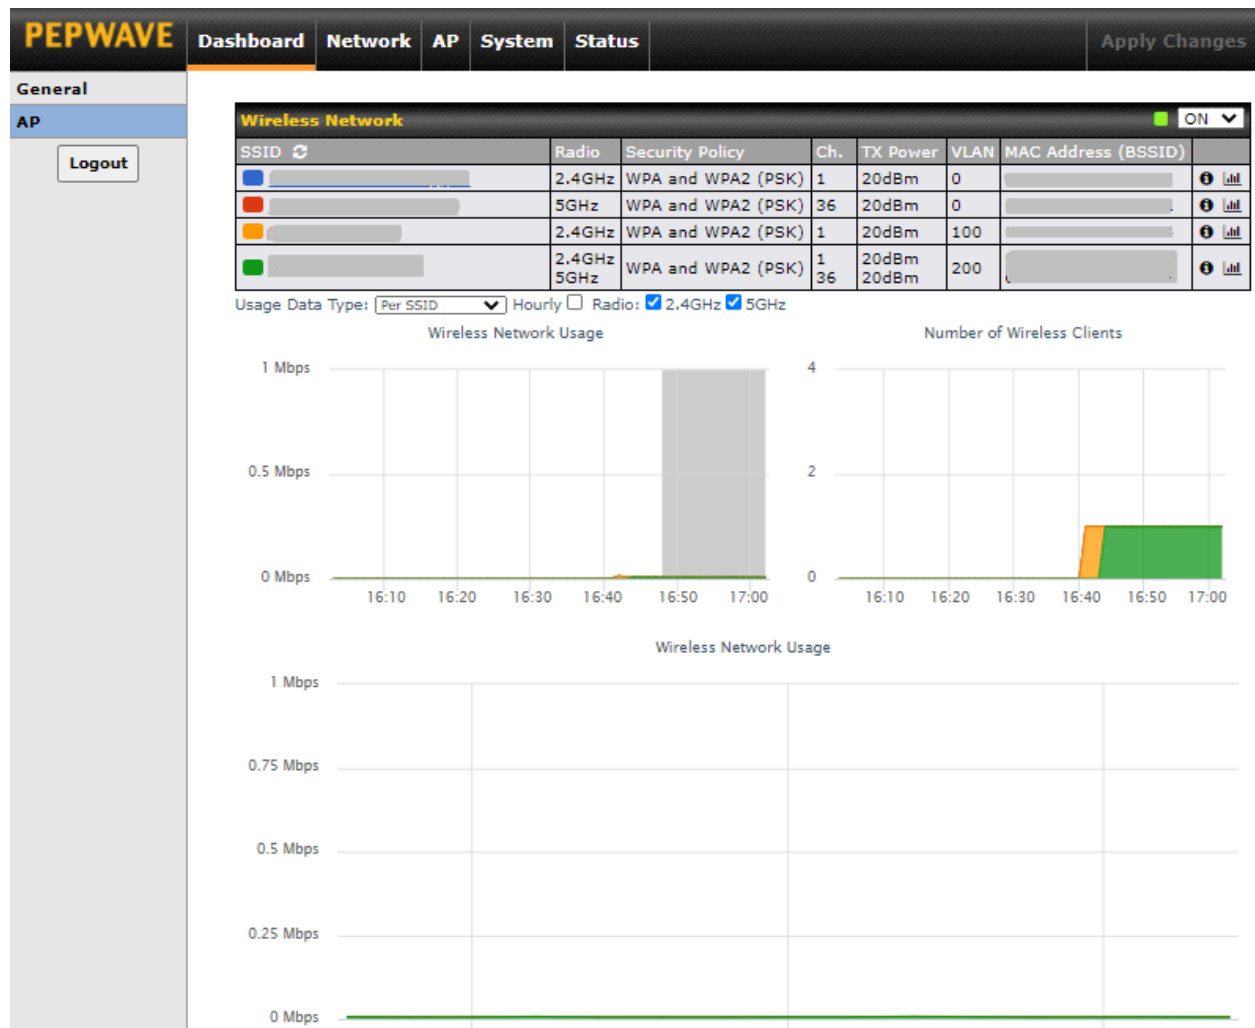 PEPWAVE Dashboard Network AP System Status Apply Changes
General
AP
Logout
Wireless Network ON
SSID Radio Security Policy Ch. TX Power VLAN MAC Address (BSSID)
2.4GHz WPA and WPA2 (PSK) 1 20dBm 0
5GHz WPA and WPA2 (PSK) 36 20dBm 0
2.4GHz WPA and WPA2 (PSK) 1 20dBm 100
2.4GHz 1 20dBm
WPA and WPA2 (PSK) 200
5GHz 36 20dBm
Usage Data Type: Per SSID Hourly Radio: 2.4GHz 5GHz
Wireless Network Usage
1 Mbps
0.5 Mbps
0 Mbps
16:10 16:20 16:30 16:40 16:50 17:00
Number of Wireless Clients
4
2
0
16:10 16:20 16:30 16:40 16:50 17:00
Wireless Network Usage
1 Mbps
0.75 Mbps
0.5 Mbps
0.25 Mbps
0 Mbps